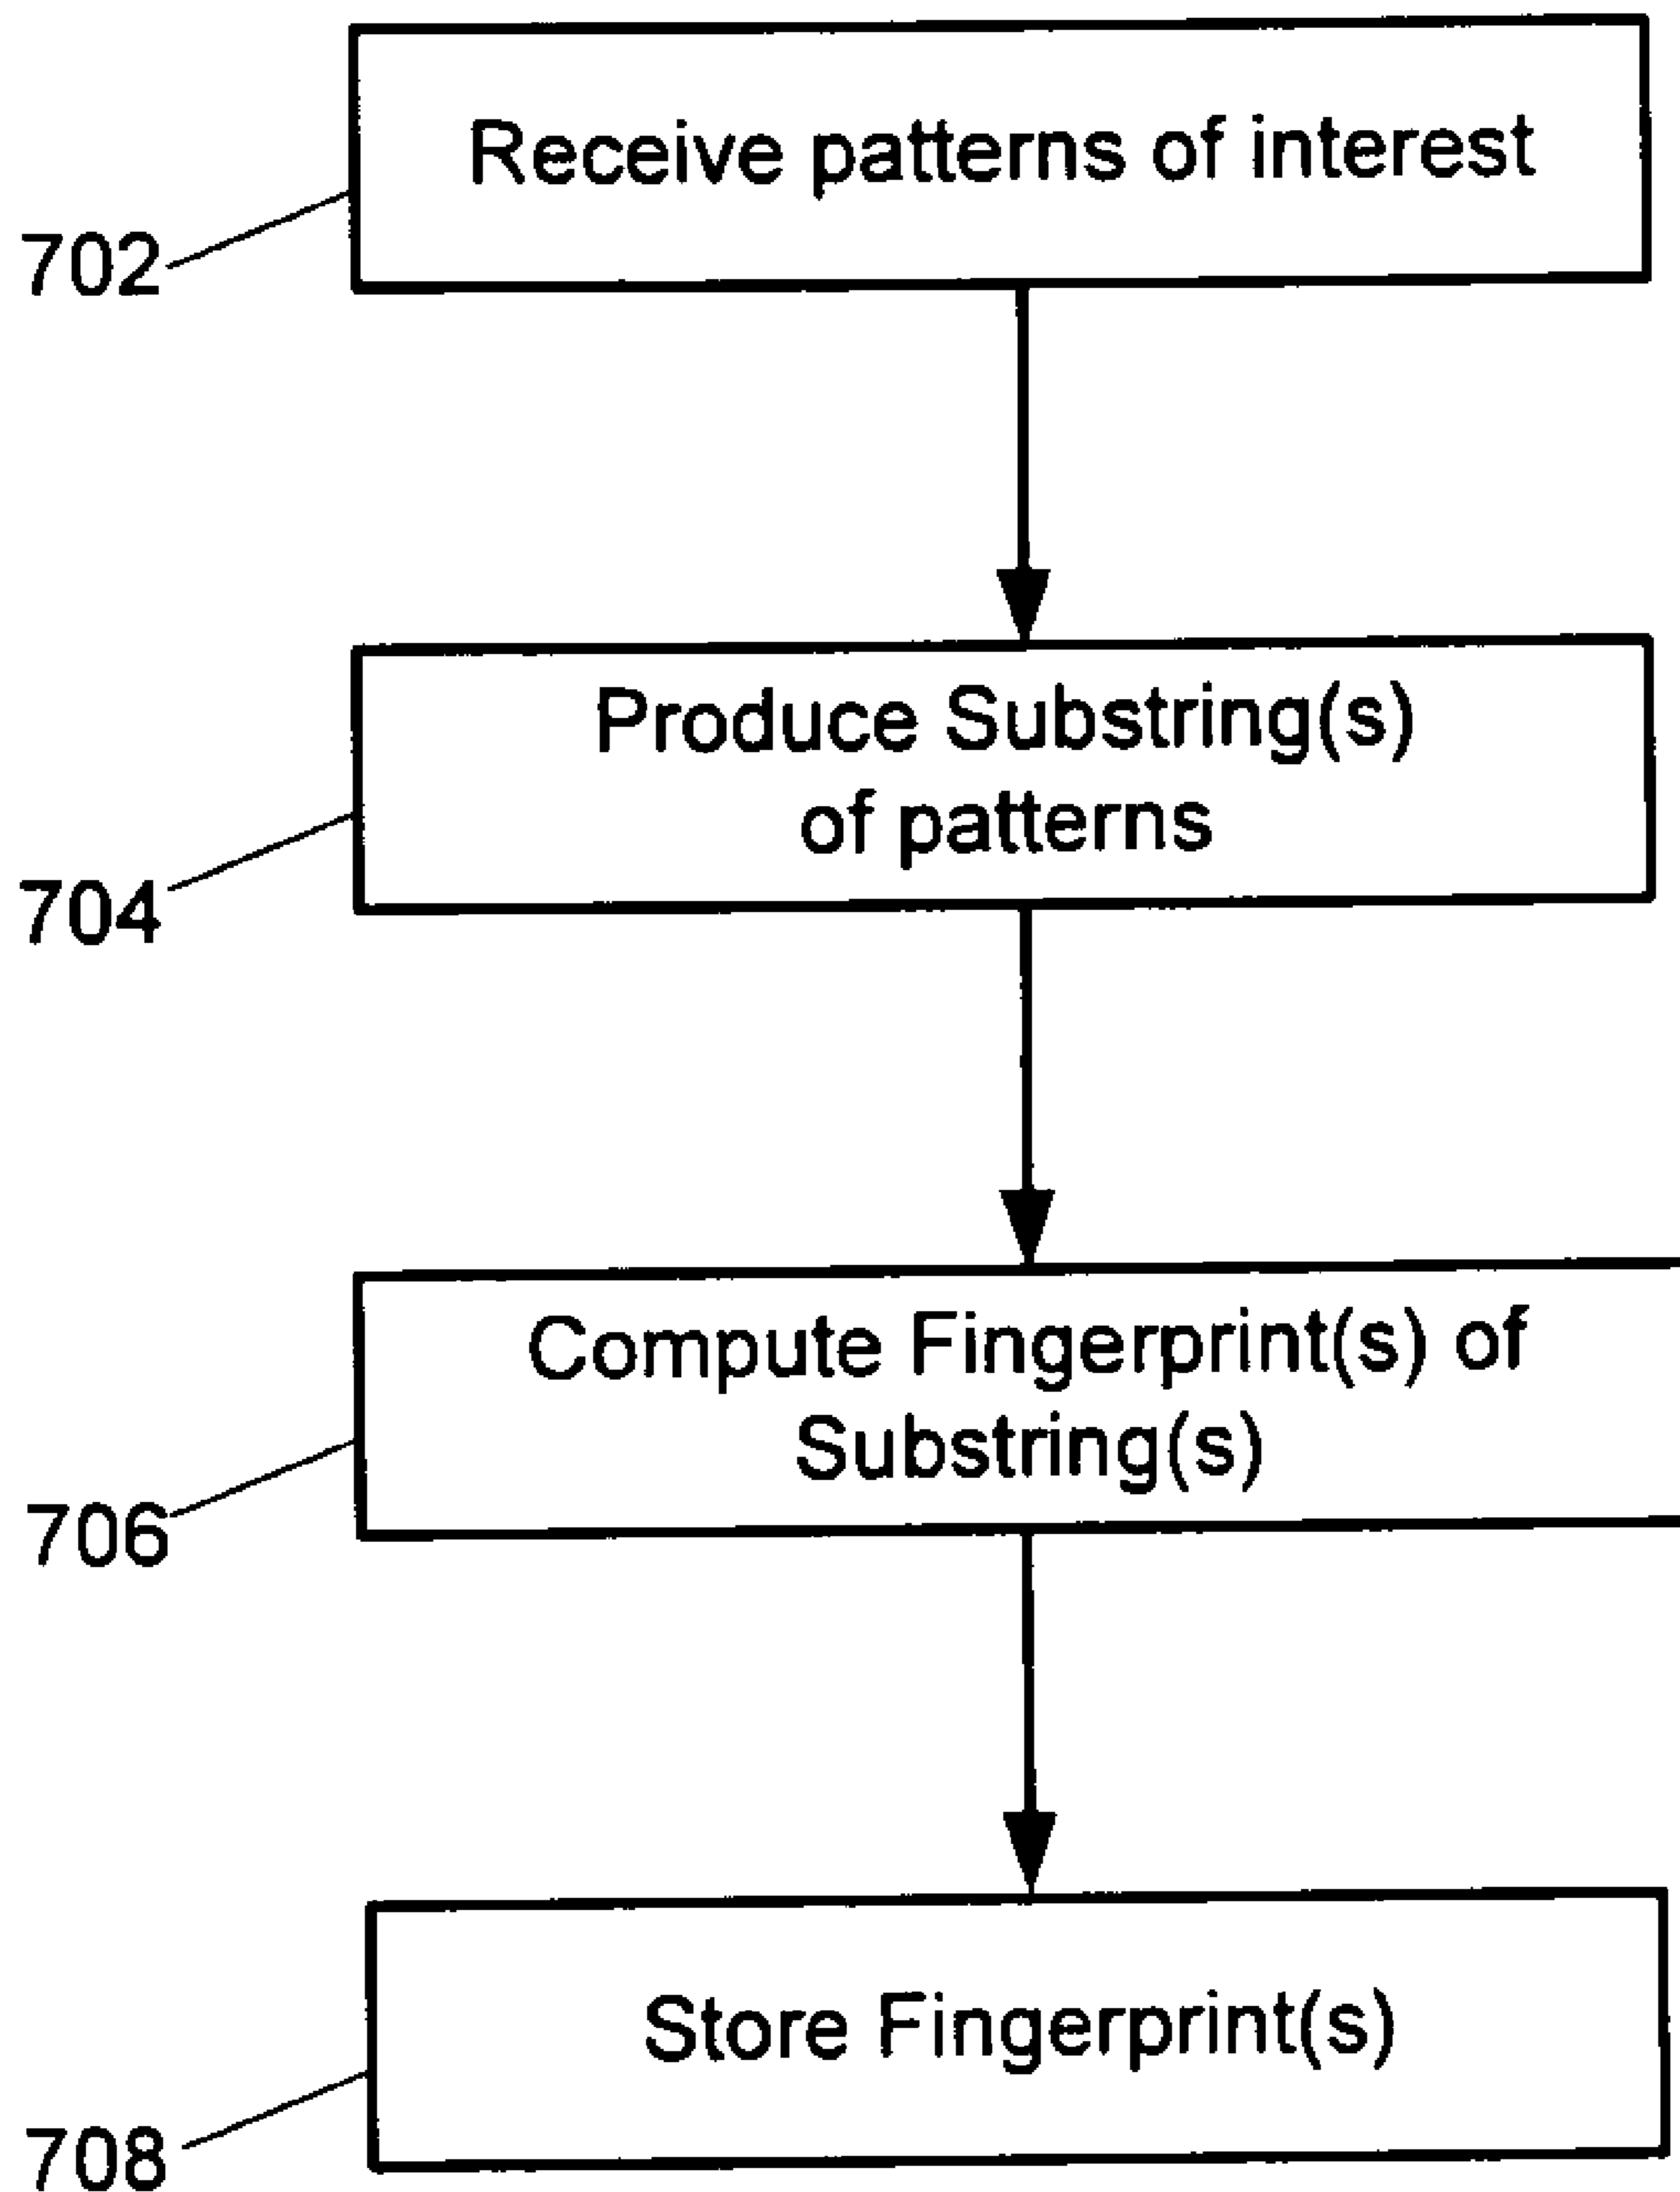 Receive patterns of interest
702
Produce Substring(s)
of patterns
704
Compute Fingerprint(s) of
Substring(s)
706
Store Fingerprint(s)
708